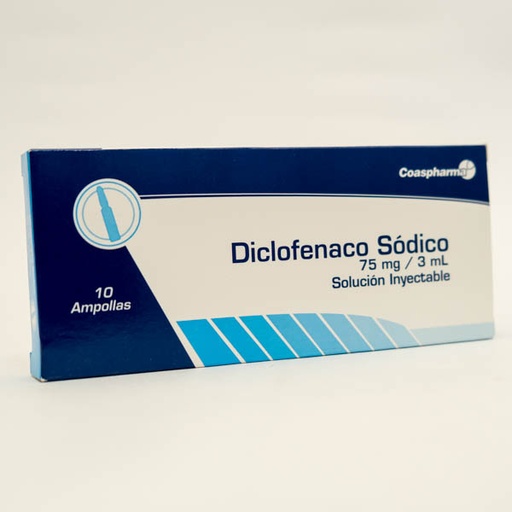 Coaspharma
Diclofenaco Sódico
75 mg / 3 mL
Solución Inyectable
10
Ampollas